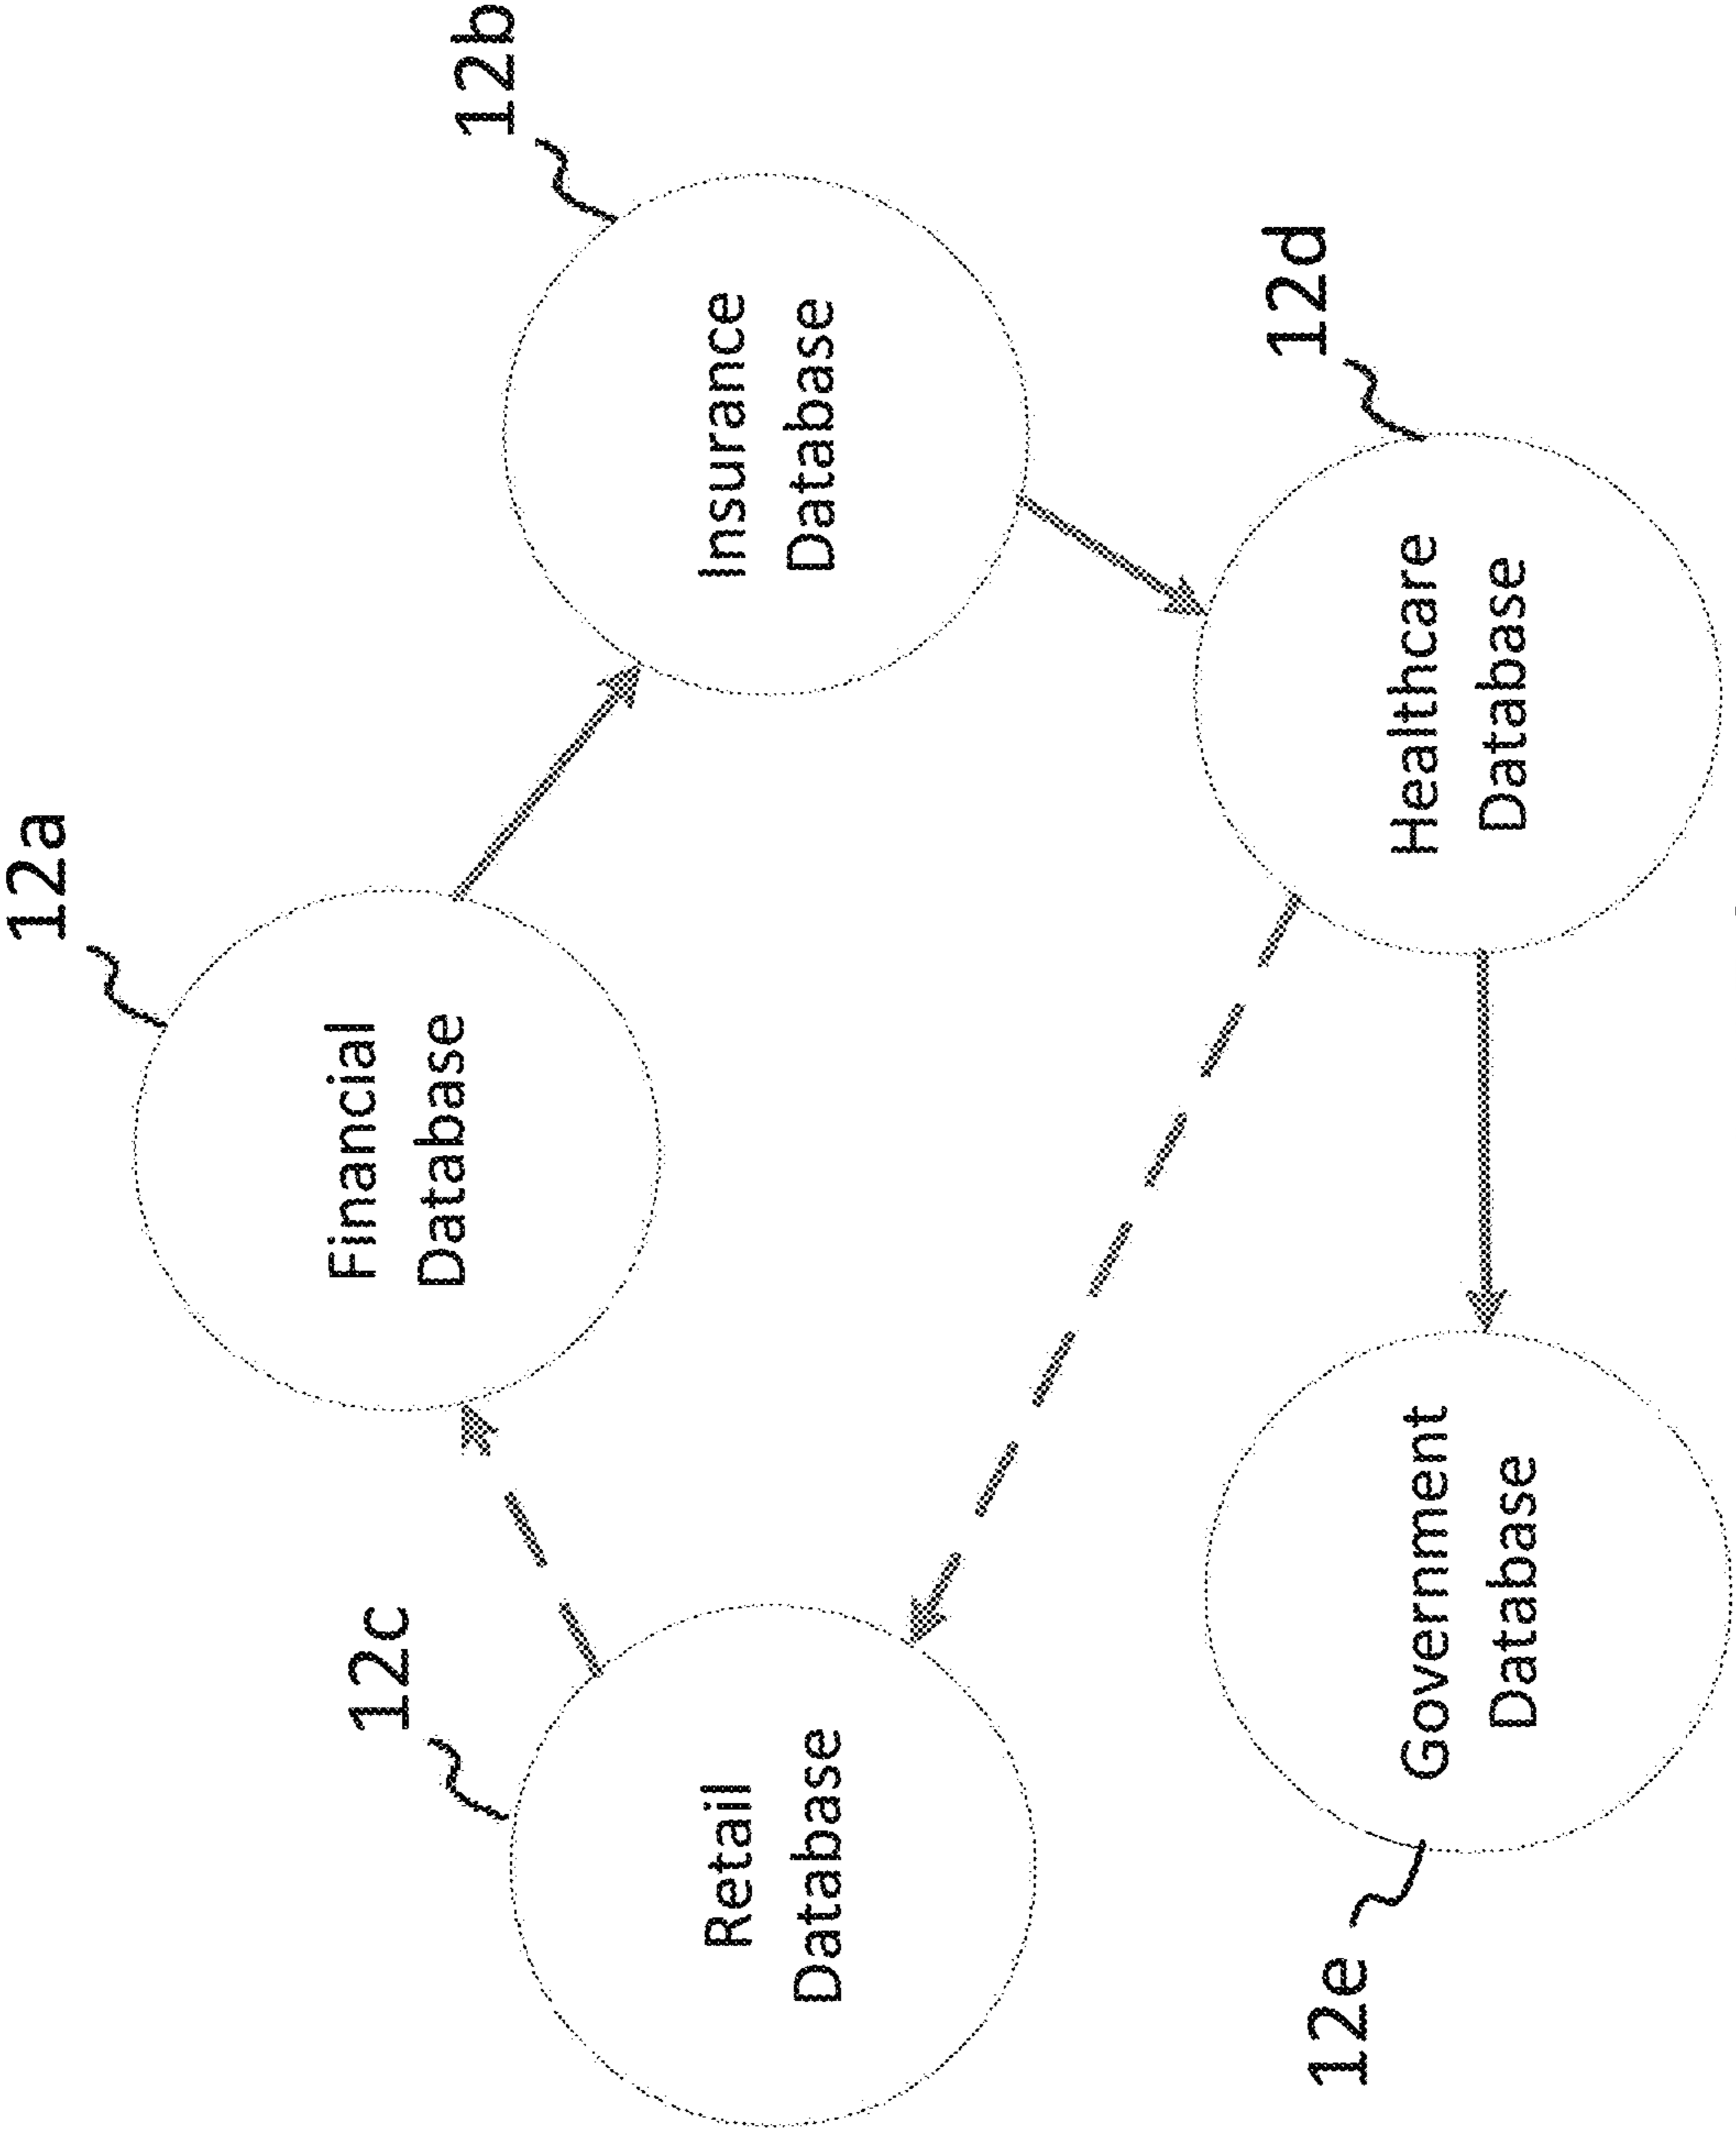 12a
Financial
Database
12b
Insurance
Database
12c
Retail
Database
12d
Healthcare
Database
12e
Government
Database